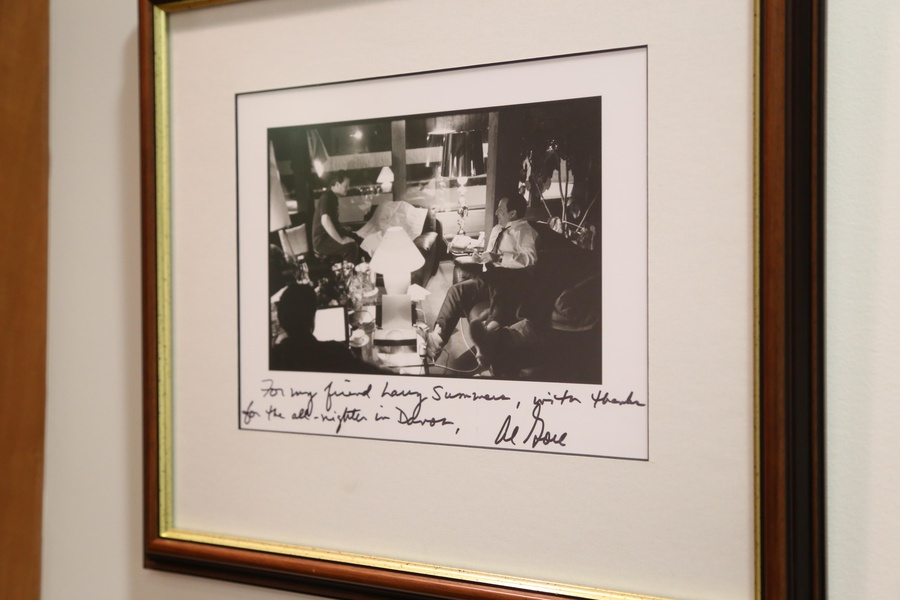 For my friend Larry Summers, with thanks
for the all-nighter in Davos,
Al Gore